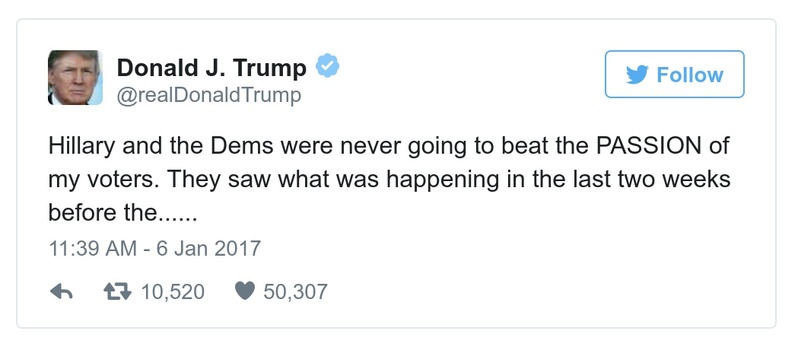 Donald J. Trump
@realDonaldTrump
Follow
Hillary and the Dems were never going to beat the PASSION of
my voters. They saw what was happening in the last two weeks
before the......
11:39 AM - 6 Jan 2017
10,520 50,307